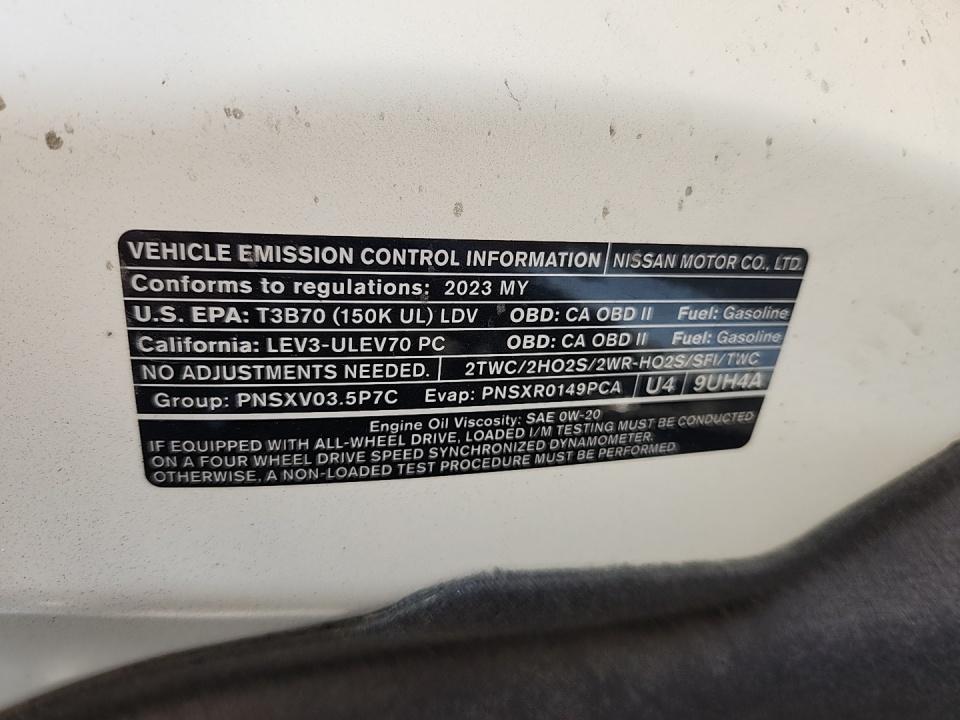 VEHICLE EMISSION CONTROL INFORMATION NISSAN MOTOR CO., LTD.
Conforms to regulations: 2023 MY
U.S. EPA: T3B70 (150K UL) LDV OBD: CA OBD II Fuel: Gasoline
California: LEV3-ULEV70 PC OBD: CA OBD II Fuel: Gasoline
NO ADJUSTMENTS NEEDED. 2TWC/2HO2S/2WR-HO2S/SFI/TWC
Group: PNSXV03.5P7C Evap: PNSXR0149PCA U4 9UH4A
Engine Oil Viscosity: SAE 0W-20
IF EQUIPPED WITH ALL-WHEEL DRIVE, LOADED I/M TESTING MUST BE CONDUCTED
ON A FOUR WHEEL DRIVE SPEED SYNCHRONIZED DYNAMOMETER.
OTHERWISE, A NON-LOADED TEST PROCEDURE MUST BE PERFORMED.